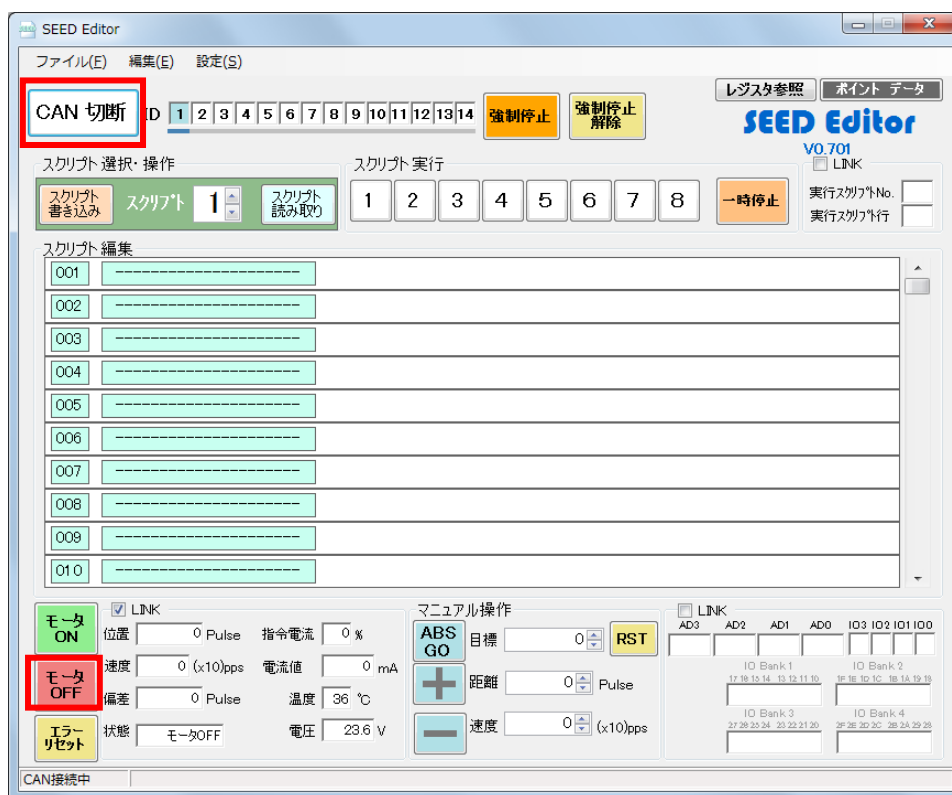 SEED Editor
ファイル(F) 編集(E) 設定(S)
CAN 切断
ID 1 2 3 4 5 6 7 8 9 10 11 12 13 14
強制停止
強制停止
解除
レジスタ参照 ポイント データ
SEED Editor
V0.701
スクリプト 選択・操作
スクリプト
書き込み
スクリプト 1
スクリプト
読み取り
スクリプト 実行
1 2 3 4 5 6 7 8
一時停止
LINK
実行スクリプトNo.
実行スクリプト行
スクリプト 編集
001 --------------------
002 --------------------
003 --------------------
004 --------------------
005 --------------------
006 --------------------
007 --------------------
008 --------------------
009 --------------------
010 --------------------
モータ
ON
モータ
OFF
エラー
リセット
LINK
位置 0 Pulse 指令電流 0 %
速度 0 (x10)pps 電流値 0 mA
偏差 0 Pulse 温度 36 ℃
状態 モータOFF 電圧 23.6 V
マニュアル操作
ABS
GO
目標 0 RST
+ 距離 0 Pulse
- 速度 0 (x10)pps
LINK
AD3 AD2 AD1 AD0 IO3 IO2 IO1 IO0
IO Bank 1 IO Bank 2
IO Bank 3 IO Bank 4
CAN接続中